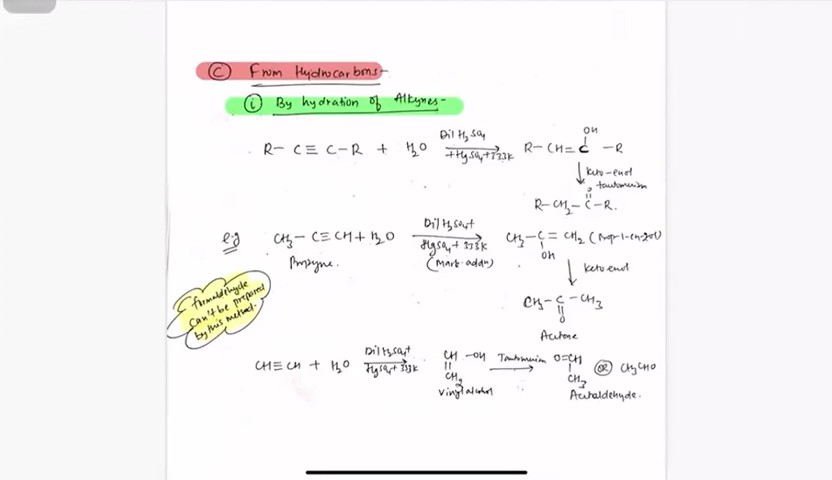 Ⓒ From Hydrocarbons-
ⓘ By hydration of Alkynes-
R- C≡C-R + H₂O Dil H₂SO₄ +HgSO₄+333K R- CH=C-R
OH
keto-enol
tautomerism
R-CH₂-C-R.
O
e.g CH₃- C≡CH + H₂O Dil H₂SO₄+ HgSO₄+ 333K CH₃-C=CH₂ (Prop-1-en-2-ol)
Propyne. (Mark. addn) OH
keto-enol
formaldehyde
can't be prepared
by this method.
CH₃-C-CH₃
O
Acetone
CH≡CH + H₂O Dil H₂SO₄+ HgSO₄+ 333K CH-OH Tautomerism O=CH OR CH₃CHO
CH₂ CH₃
vinyl alcohol Acetaldehyde.